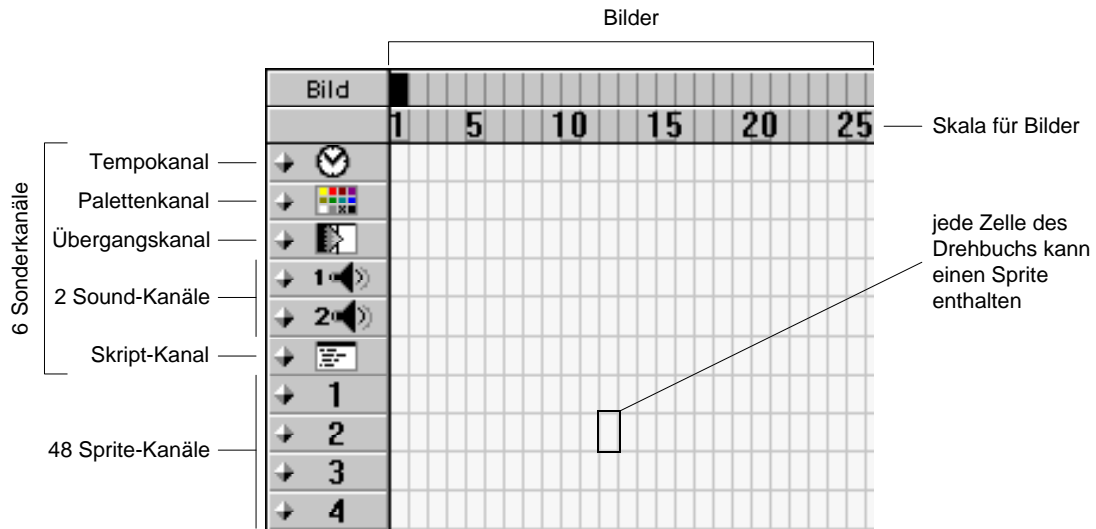 Bilder
Bild
1 5 10 15 20 25
Skala für Bilder
6 Sonderkanäle
Tempokanal
Palettenkanal
Übergangskanal
2 Sound-Kanäle
1
2
Skript-Kanal
48 Sprite-Kanäle
1
2
3
4
jede Zelle des
Drehbuchs kann
einen Sprite
enthalten